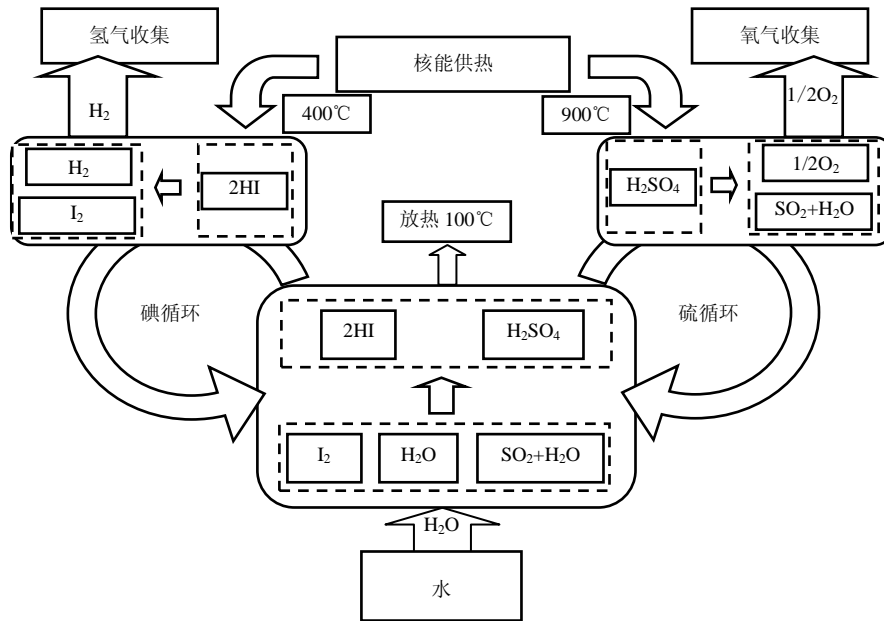 氢气收集
核能供热
氧气收集
H₂
400℃
900℃
1/2O₂
H₂
I₂
2HI
H₂SO₄
1/2O₂
SO₂+H₂O
放热 100℃
碘循环
硫循环
2HI
H₂SO₄
I₂
H₂O
SO₂+H₂O
H₂O
水